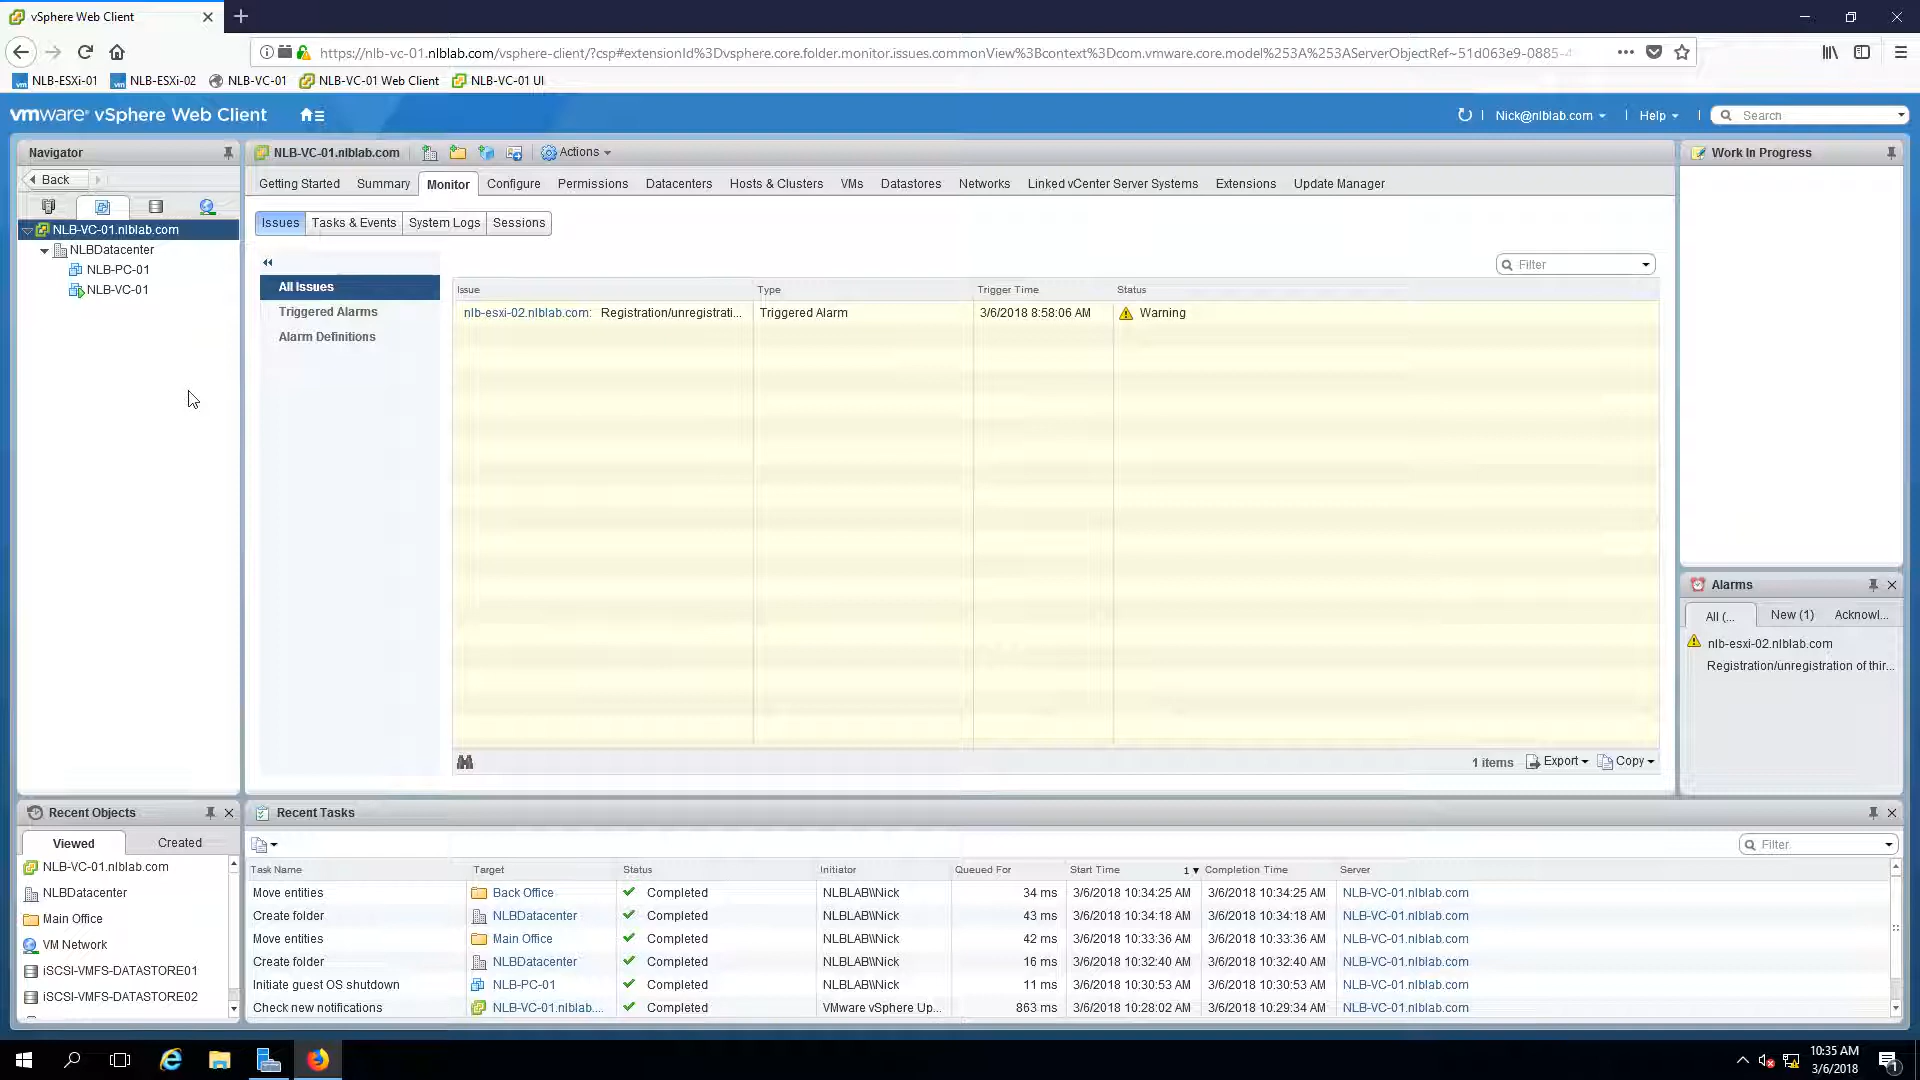 vSphere Web Client
https://nlb-vc-01.nlblab.com/vsphere-client/?csp#extensionId%3Dvsphere.core.folder.monitor.issues.commonView%3Bcontext%3Dcom.vmware.core.model%253A%253AServerObjectRef~51d063e9-0885-
NLB-ESXi-01 NLB-ESXi-02 NLB-VC-01 NLB-VC-01 Web Client NLB-VC-01 UI
vmware® vSphere Web Client
Nick@nlblab.com Help Search
Navigator
Back
NLB-VC-01.nlblab.com
NLBDatacenter
NLB-PC-01
NLB-VC-01
NLB-VC-01.nlblab.com Actions
Getting Started Summary Monitor Configure Permissions Datacenters Hosts & Clusters VMs Datastores Networks Linked vCenter Server Systems Extensions Update Manager
Issues Tasks & Events System Logs Sessions
All Issues
Triggered Alarms
Alarm Definitions
Filter
Issue Type Trigger Time Status
nlb-esxi-02.nlblab.com: Registration/unregistrati... Triggered Alarm 3/6/2018 8:58:06 AM Warning
1 items Export Copy
Work In Progress
Alarms
All (... New (1) Acknowl...
nlb-esxi-02.nlblab.com
Registration/unregistration of thir...
Recent Objects
Viewed Created
NLB-VC-01.nlblab.com
NLBDatacenter
Main Office
VM Network
iSCSI-VMFS-DATASTORE01
iSCSI-VMFS-DATASTORE02
Recent Tasks
Filter
Task Name Target Status Initiator Queued For Start Time 1 Completion Time Server
Move entities Back Office Completed NLBLAB\\Nick 34 ms 3/6/2018 10:34:25 AM 3/6/2018 10:34:25 AM NLB-VC-01.nlblab.com
Create folder NLBDatacenter Completed NLBLAB\\Nick 43 ms 3/6/2018 10:34:18 AM 3/6/2018 10:34:18 AM NLB-VC-01.nlblab.com
Move entities Main Office Completed NLBLAB\\Nick 42 ms 3/6/2018 10:33:36 AM 3/6/2018 10:33:36 AM NLB-VC-01.nlblab.com
Create folder NLBDatacenter Completed NLBLAB\\Nick 16 ms 3/6/2018 10:32:40 AM 3/6/2018 10:32:40 AM NLB-VC-01.nlblab.com
Initiate guest OS shutdown NLB-PC-01 Completed NLBLAB\\Nick 11 ms 3/6/2018 10:30:53 AM 3/6/2018 10:30:53 AM NLB-VC-01.nlblab.com
Check new notifications NLB-VC-01.nlblab.... Completed VMware vSphere Up... 863 ms 3/6/2018 10:28:02 AM 3/6/2018 10:29:34 AM NLB-VC-01.nlblab.com
10:35 AM
3/6/2018
1